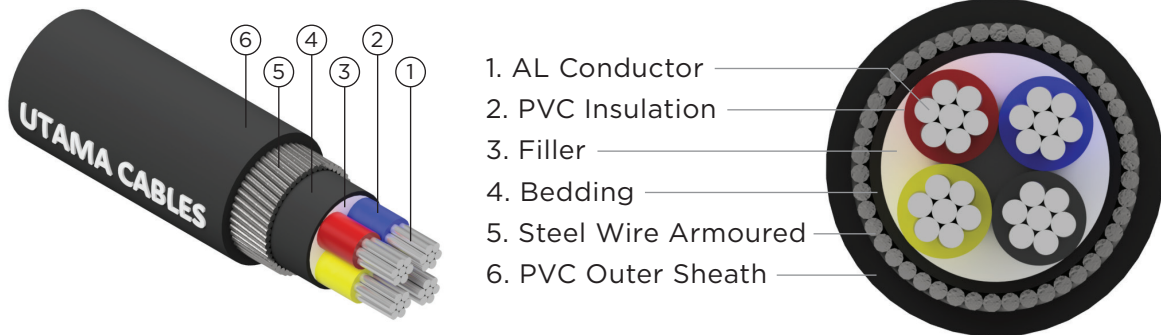 6
5
4
3
2
1
UTAMA CABLES
1. AL Conductor
2. PVC Insulation
3. Filler
4. Bedding
5. Steel Wire Armoured
6. PVC Outer Sheath